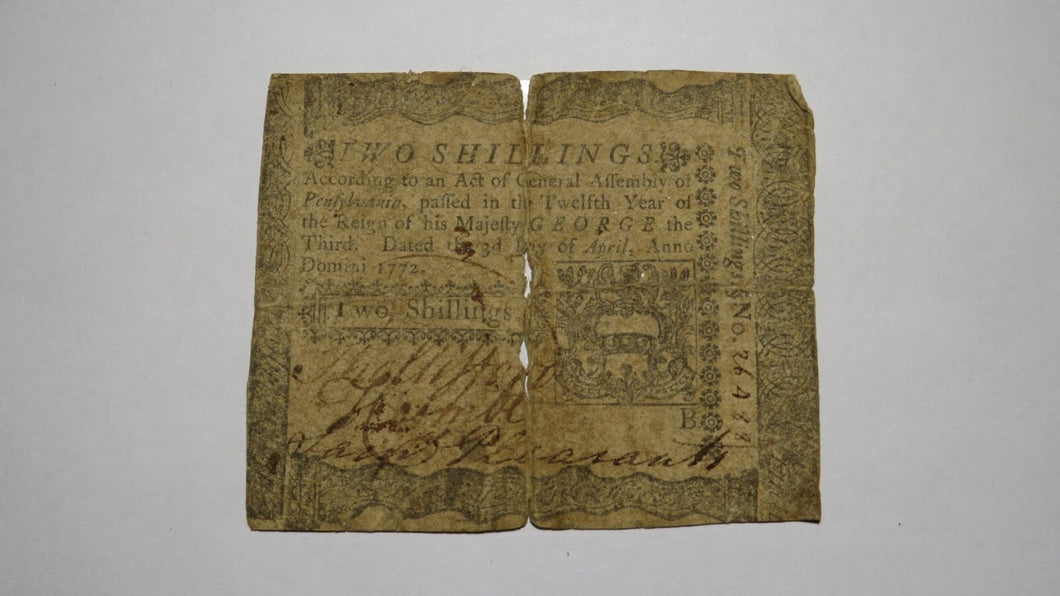 TWO SHILLINGS.
According to an Act of General Aſſembly of
Penſylvania, paſſed in the Twelfth Year of
the Reign of his Majeſty GEORGE the
Third. Dated the 3d Day of April, Anno
Domini 1772.
Two Shillings
B
Pleasants
Two Shillings. No.